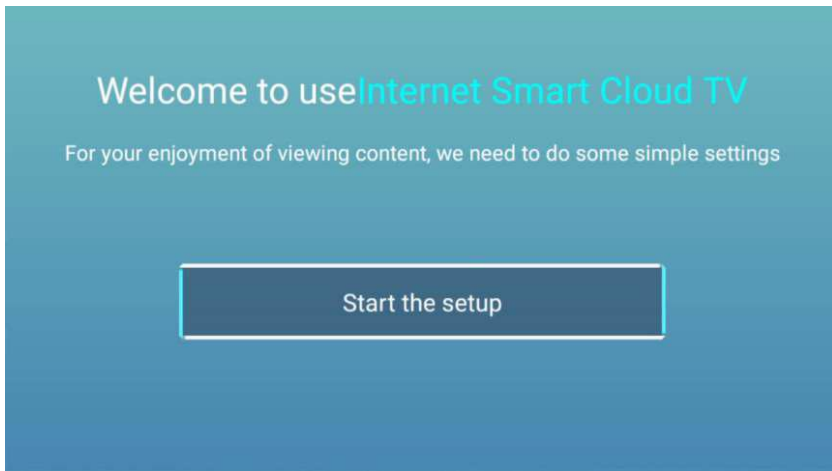 Welcome to useInternet Smart Cloud TV
For your enjoyment of viewing content, we need to do some simple settings
Start the setup